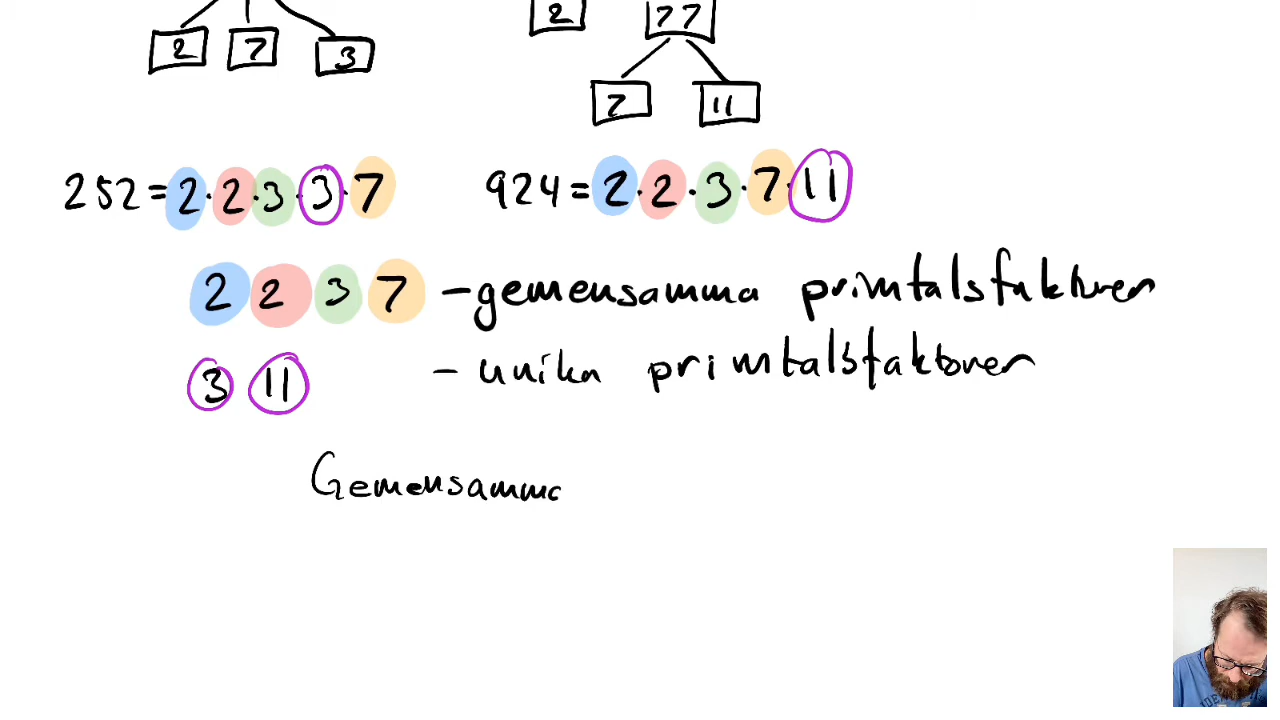 2 7 3
2 77
7 11
252=2·2·3·3·7 924=2·2·3·7·11
2 2 3 7 -gemensamma primtalsfaktorer
3 11 - unika primtalsfaktorer
Gemensamma